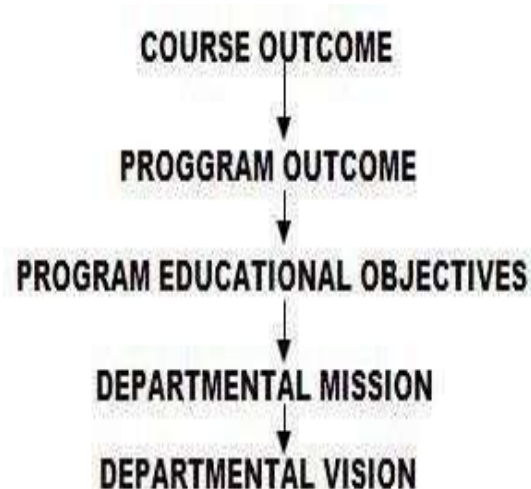 COURSE OUTCOME
PROGGRAM OUTCOME
PROGRAM EDUCATIONAL OBJECTIVES
DEPARTMENTAL MISSION
DEPARTMENTAL VISION